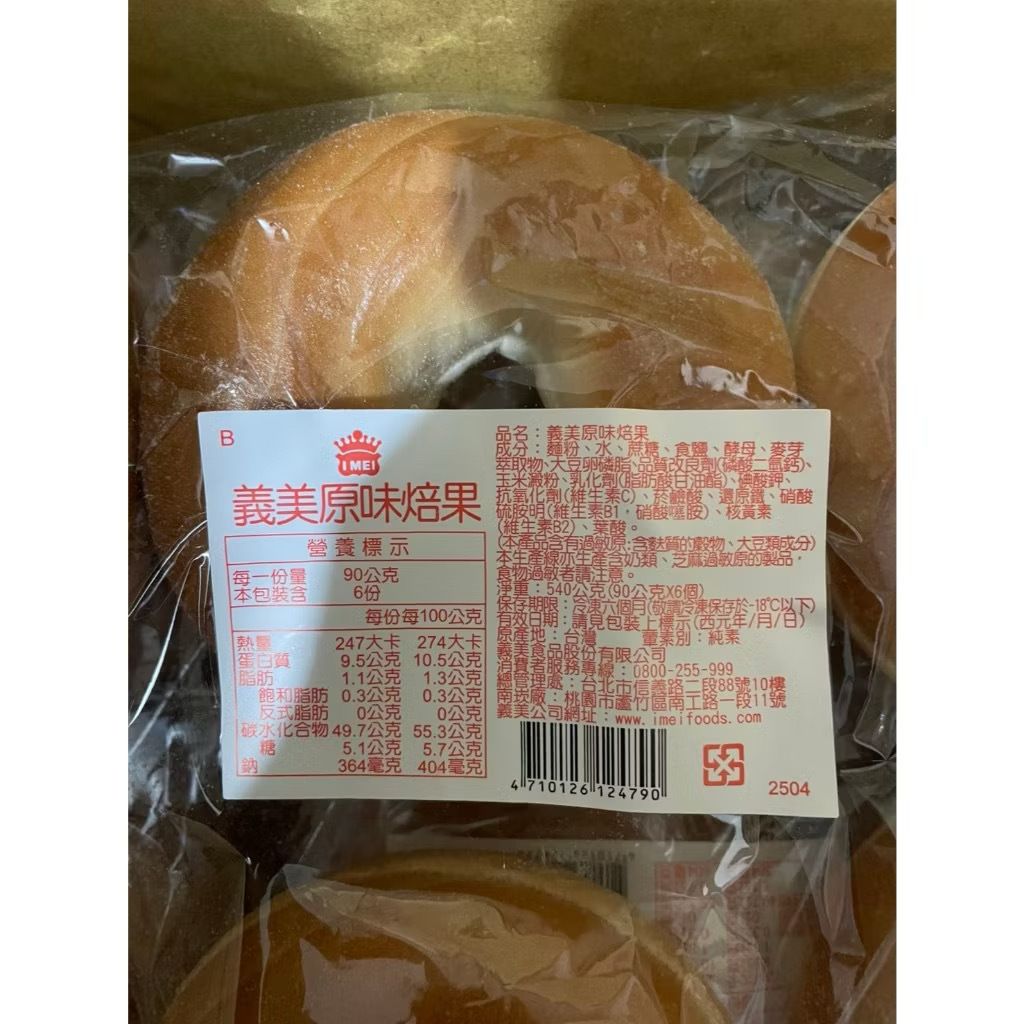 B
I MEI
義美原味焙果
營養標示
每一份量 90公克
本包裝含 6份
每份每100公克
熱量 247大卡 274大卡
蛋白質 9.5公克 10.5公克
脂肪 1.1公克 1.3公克
飽和脂肪 0.3公克 0.3公克
反式脂肪 0公克 0公克
碳水化合物 49.7公克 55.3公克
糖 5.1公克 5.7公克
鈉 364毫克 404毫克
品名：義美原味焙果
成分：麵粉、水、蔗糖、食鹽、酵母、麥芽
萃取物、大豆卵磷脂、品質改良劑(磷酸二氫鈣)、
玉米澱粉、乳化劑(脂肪酸甘油酯)、碘酸鉀、
抗氧化劑(維生素C)、菸鹼酸、還原鐵、硝酸
硫胺明(維生素B1，硝酸噻胺)、核黃素
(維生素B2)、葉酸。
(本產品含有過敏原:含麩質的穀物、大豆類成分)
本生產線亦生產含奶類、芝麻過敏原的製品，
食物過敏者請注意。
淨重：540公克(90公克X6個)
保存期限：冷凍六個月(敬請冷凍保存於-18℃以下)
有效日期：請見包裝上標示(西元年/月/日)
原產地：台灣 葷素別：純素
義美食品股份有限公司
消費者服務專線：0800-255-999
總管理處：台北市信義路二段88號10樓
南崁廠：桃園市蘆竹區南工路一段11號
義美公司網址：www.imeifoods.com
4 710126 124790
2504